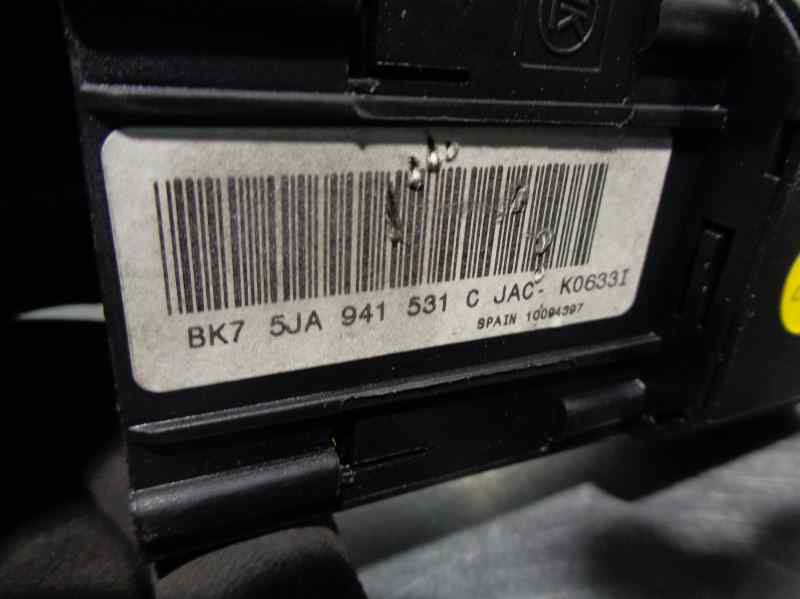 BK7 5JA 941 531 C JAC- K0633I
SPAIN 10094397